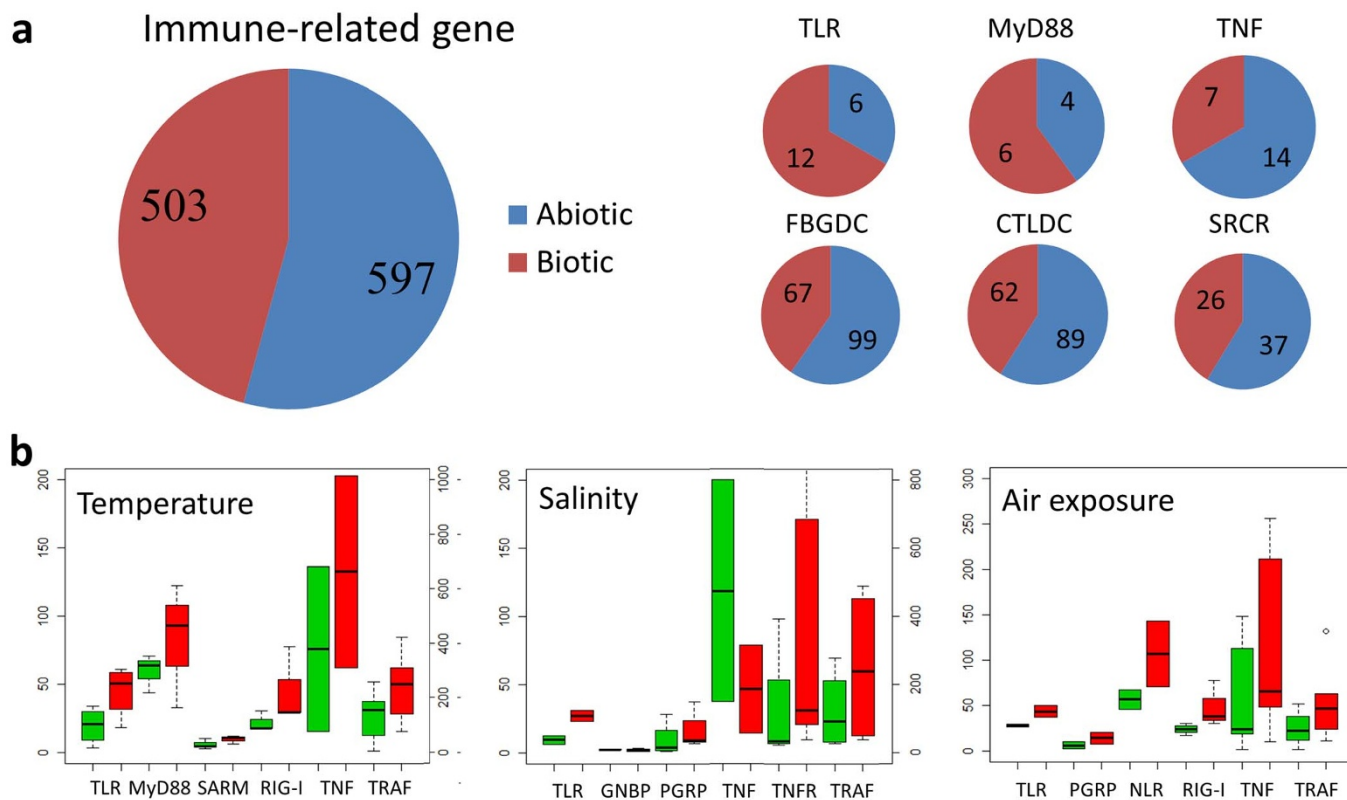 a
Immune-related gene
503
597
Abiotic
Biotic
TLR
6
12
MyD88
4
6
TNF
7
14
FBGDC
67
99
CTLDC
62
89
SRCR
26
37
b
Temperature
200
150
100
50
0
1000
800
600
400
200
0
TLR MyD88 SARM RIG-I TNF TRAF
Salinity
200
150
100
50
0
800
600
400
200
0
TLR GNBP PGRP TNF TNFR TRAF
Air exposure
300
250
200
150
100
50
0
TLR PGRP NLR RIG-I TNF TRAF